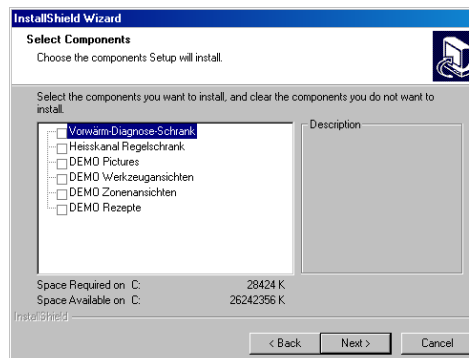 InstallShield Wizard
Select Components
Choose the components Setup will install.
Select the components you want to install, and clear the components you do not want to
install.
Vorwärm-Diagnose-Schrank
Heisskanal Regelschrank
DEMO Pictures
DEMO Werkzeugansichten
DEMO Zonenansichten
DEMO Rezepte
Description
Space Required on C: 28424 K
Space Available on C: 26242356 K
InstallShield
< Back Next > Cancel